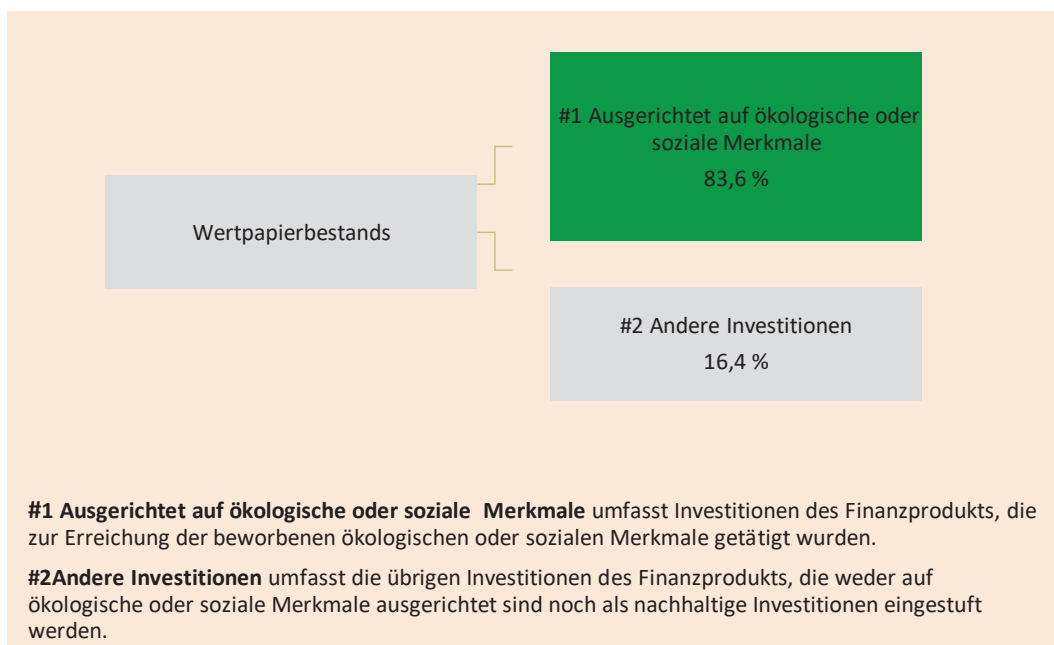 #1 Ausgerichtet auf ökologische oder
soziale Merkmale
83,6 %
Wertpapierbestands
#2 Andere Investitionen
16,4 %
#1 Ausgerichtet auf ökologische oder soziale Merkmale umfasst Investitionen des Finanzprodukts, die
zur Erreichung der beworbenen ökologischen oder sozialen Merkmale getätigt wurden.
#2Andere Investitionen umfasst die übrigen Investitionen des Finanzprodukts, die weder auf
ökologische oder soziale Merkmale ausgerichtet sind noch als nachhaltige Investitionen eingestuft
werden.